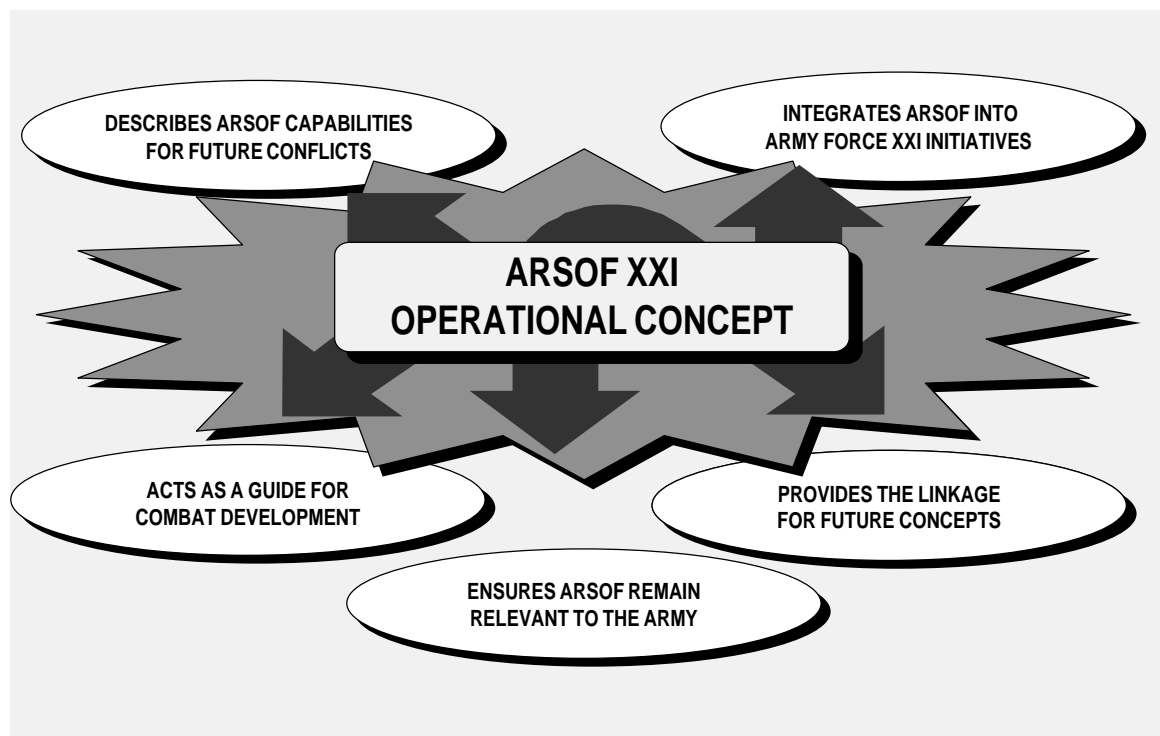 DESCRIBES ARSOF CAPABILITIES
FOR FUTURE CONFLICTS
INTEGRATES ARSOF INTO
ARMY FORCE XXI INITIATIVES
ARSOF XXI
OPERATIONAL CONCEPT
ACTS AS A GUIDE FOR
COMBAT DEVELOPMENT
PROVIDES THE LINKAGE
FOR FUTURE CONCEPTS
ENSURES ARSOF REMAIN
RELEVANT TO THE ARMY